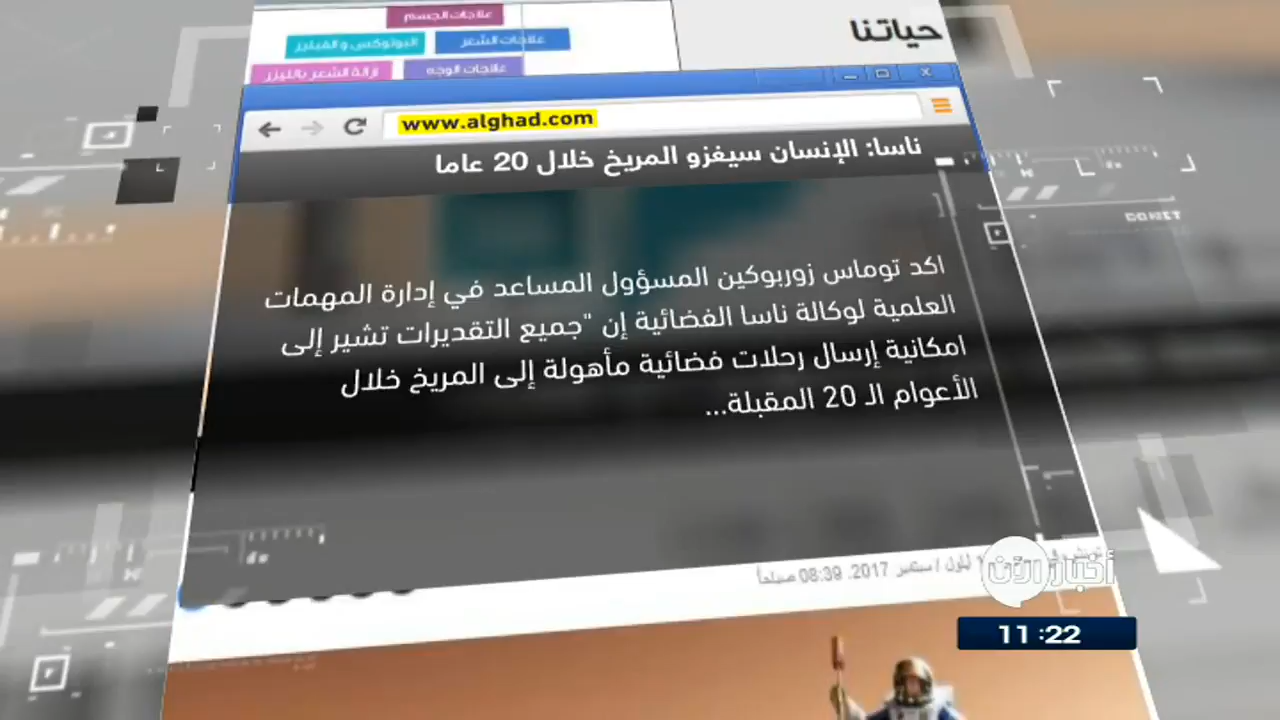 حياتنا
علاجات الجسم
علاجات الشعر
البوتوكس والفيلرز
علاجات الوجه
ازالة الشعر بالليزر
www.alghad.com
ناسا: الإنسان سيغزو المريخ خلال 20 عاما
اكد توماس زوربوكين المسؤول المساعد في إدارة المهمات
العلمية لوكالة ناسا الفضائية إن "جميع التقديرات تشير إلى
امكانية إرسال رحلات فضائية مأهولة إلى المريخ خلال
الأعوام الـ 20 المقبلة...
أيلول / سبتمبر 2017. 08:39 صباحاً
أخبار الآن
11:22